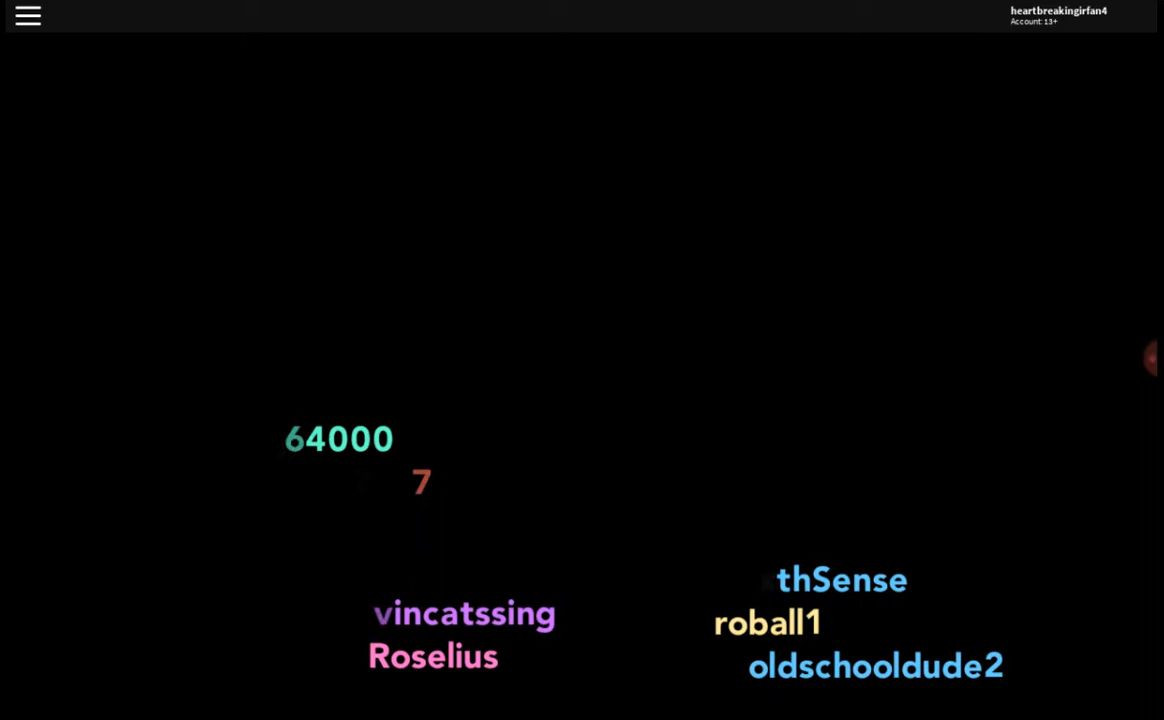 heartbreakingirfan4
Account: 13+
64000
7
thSense
vincatssing
roball1
Roselius
oldschooldude2